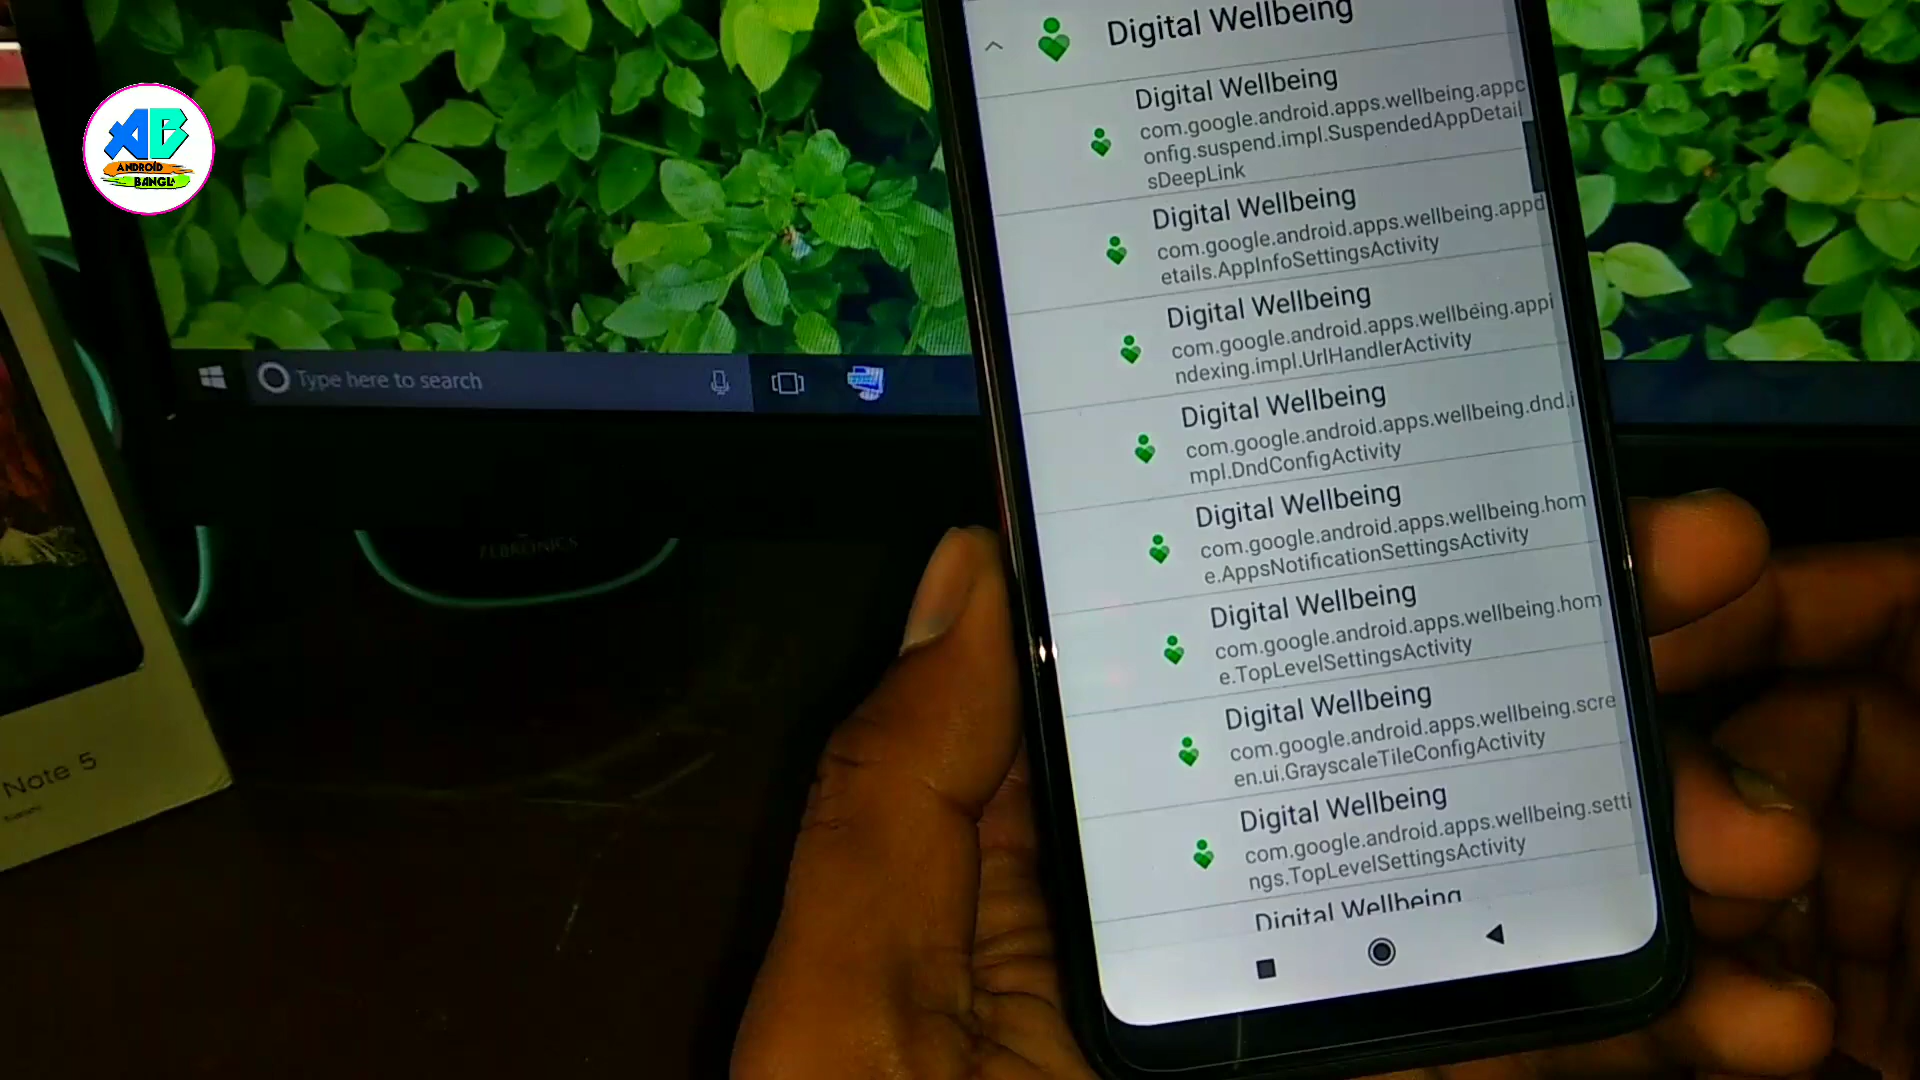 AB
ANDROID
BANGLA
Type here to search
ZEBRONICS
Note 5
Digital Wellbeing
Digital Wellbeing
com.google.android.apps.wellbeing.appc
onfig.suspend.impl.SuspendedAppDetail
sDeepLink
Digital Wellbeing
com.google.android.apps.wellbeing.appd
etails.AppInfoSettingsActivity
Digital Wellbeing
com.google.android.apps.wellbeing.appi
ndexing.impl.UrlHandlerActivity
Digital Wellbeing
com.google.android.apps.wellbeing.dnd.i
mpl.DndConfigActivity
Digital Wellbeing
com.google.android.apps.wellbeing.hom
e.AppsNotificationSettingsActivity
Digital Wellbeing
com.google.android.apps.wellbeing.hom
e.TopLevelSettingsActivity
Digital Wellbeing
com.google.android.apps.wellbeing.scre
en.ui.GrayscaleTileConfigActivity
Digital Wellbeing
com.google.android.apps.wellbeing.setti
ngs.TopLevelSettingsActivity
Digital Wellbeing